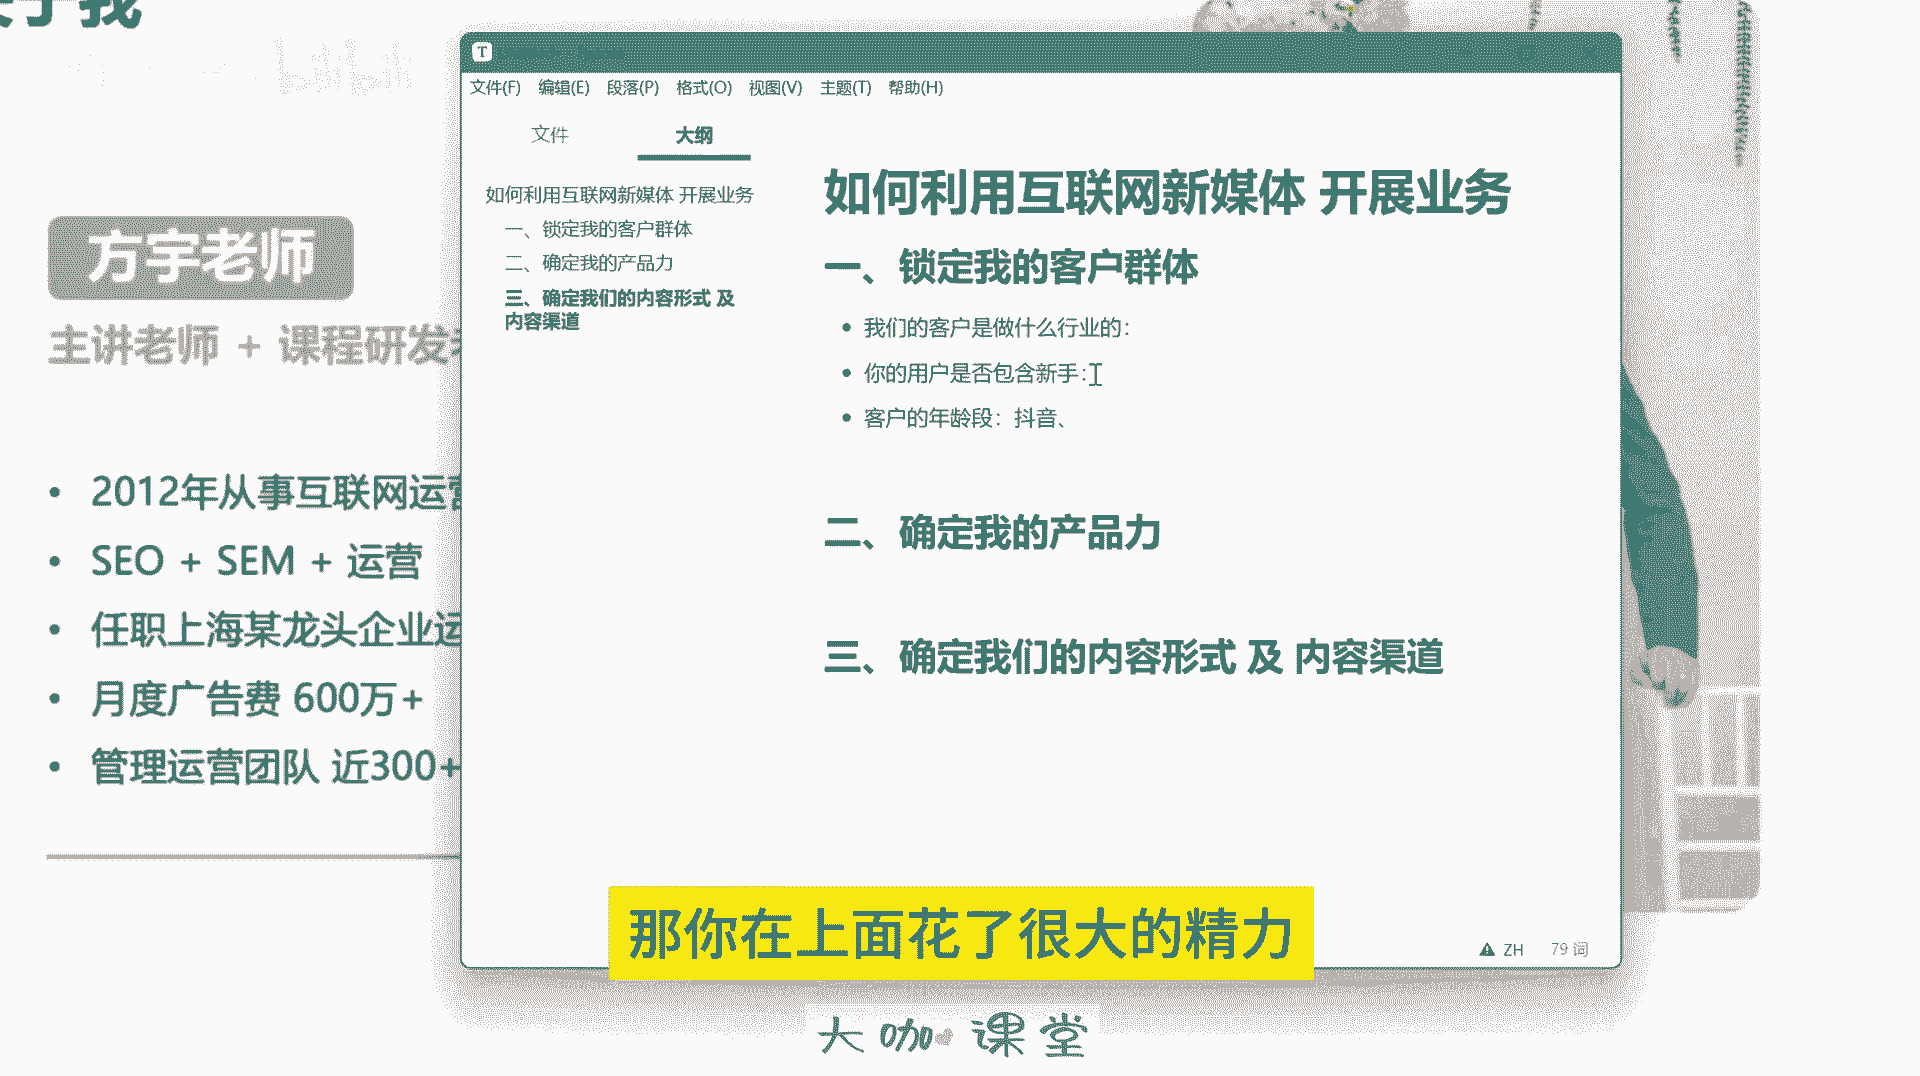 bilibili
方宇老师
主讲老师 + 课程研发
• 2012年从事互联网运营
• SEO + SEM + 运营
• 任职上海某龙头企业运
• 月度广告费 600万+
• 管理运营团队 近300+
T
文件(F) 编辑(E) 段落(P) 格式(O) 视图(V) 主题(T) 帮助(H)
文件 大纲
如何利用互联网新媒体 开展业务
一、锁定我的客户群体
二、确定我的产品力
三、确定我们的内容形式 及
内容渠道
如何利用互联网新媒体 开展业务
一、锁定我的客户群体
• 我们的客户是做什么行业的：
• 你的用户是否包含新手：
• 客户的年龄段：抖音、
二、确定我的产品力
三、确定我们的内容形式 及 内容渠道
ZH 79 词
那你在上面花了很大的精力
大咖课堂